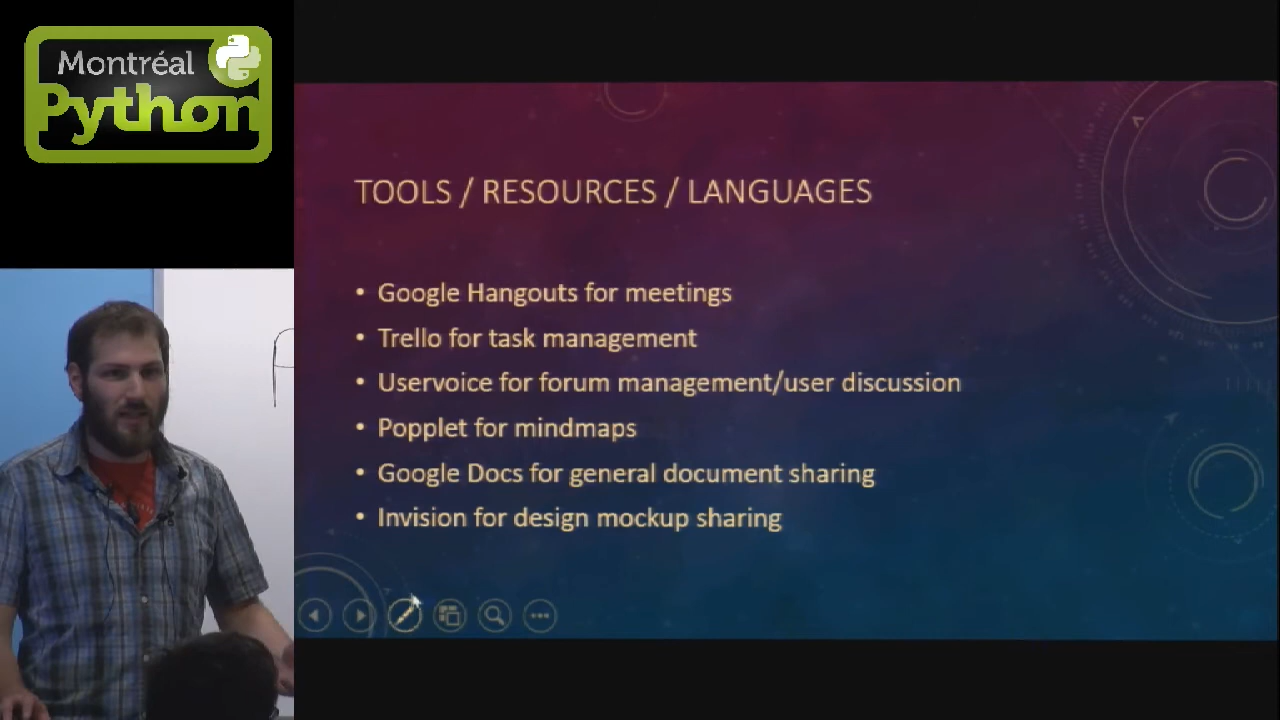 Montréal
Python
TOOLS / RESOURCES / LANGUAGES
• Google Hangouts for meetings
• Trello for task management
• Uservoice for forum management/user discussion
• Popplet for mindmaps
• Google Docs for general document sharing
• Invision for design mockup sharing